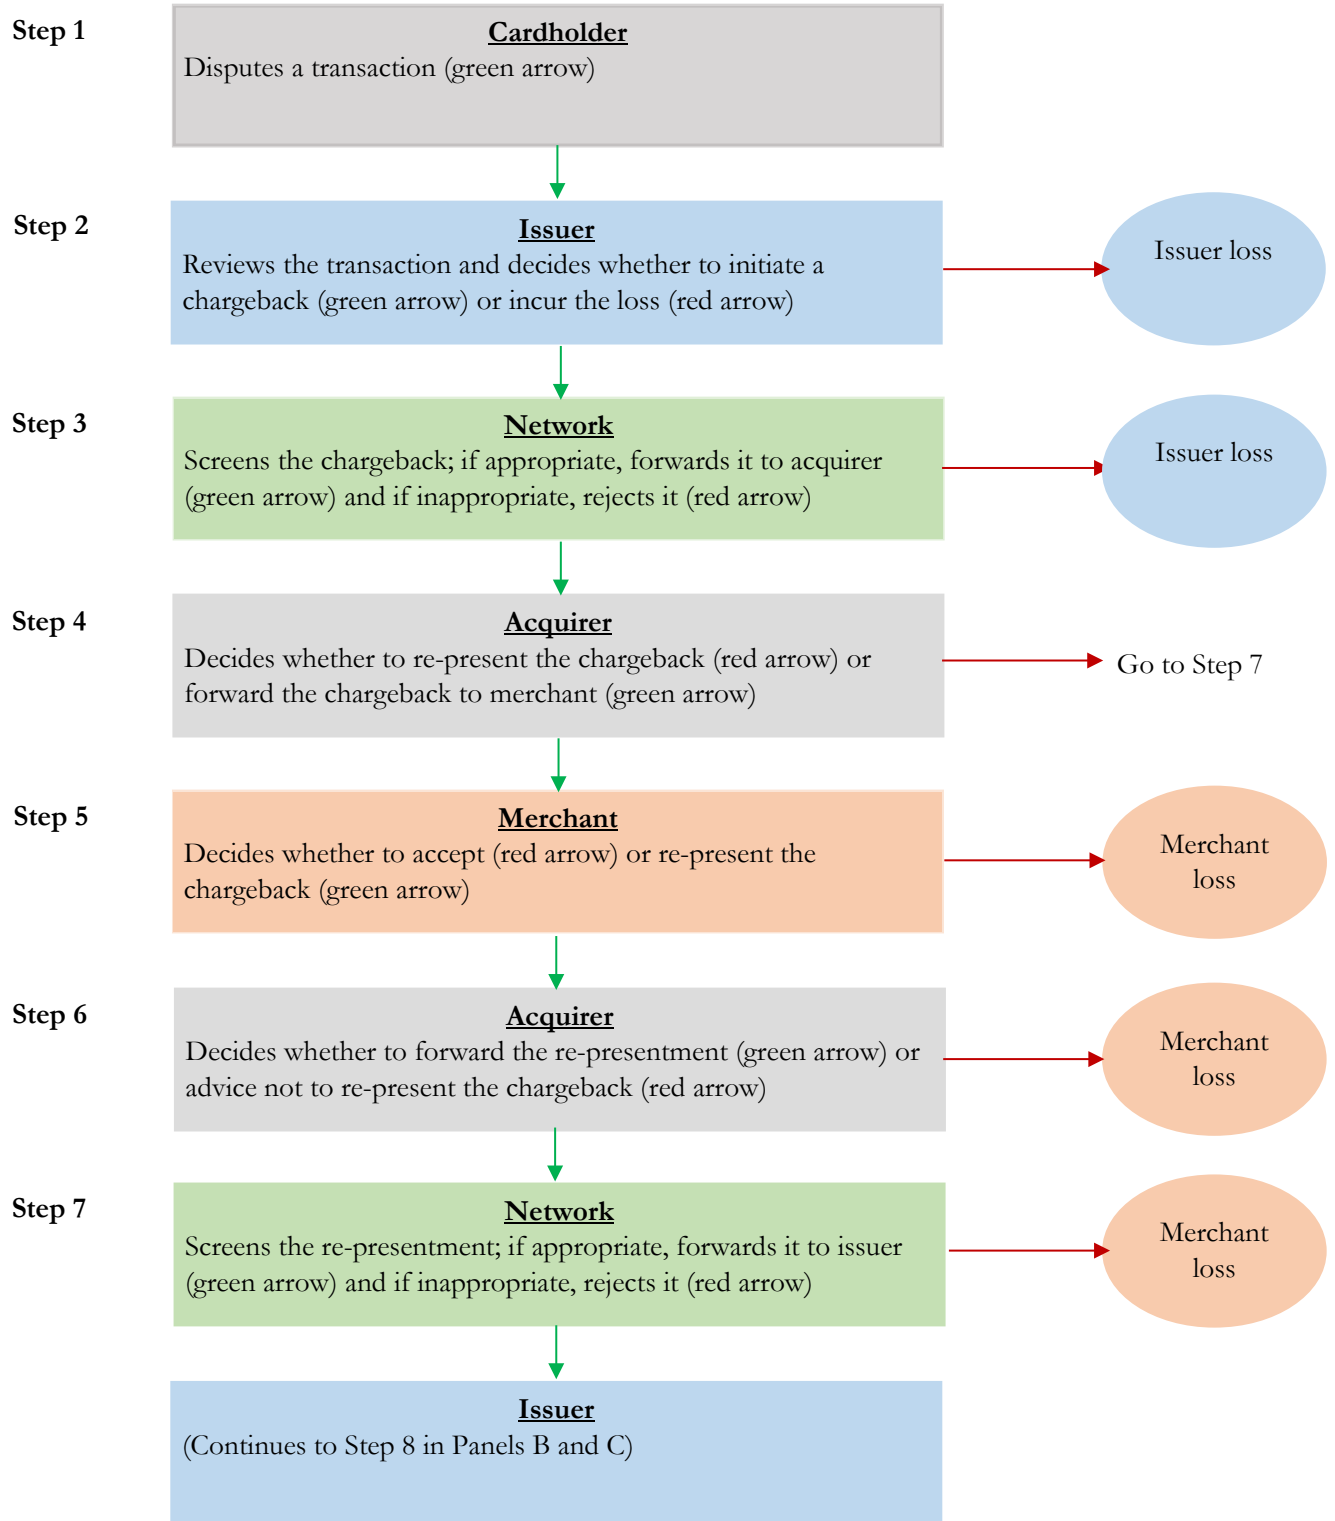 Step 1
Cardholder
Disputes a transaction (green arrow)
Step 2
Issuer
Reviews the transaction and decides whether to initiate a
chargeback (green arrow) or incur the loss (red arrow)
Issuer loss
Step 3
Network
Screens the chargeback; if appropriate, forwards it to acquirer
(green arrow) and if inappropriate, rejects it (red arrow)
Issuer loss
Step 4
Acquirer
Decides whether to re-present the chargeback (red arrow) or
forward the chargeback to merchant (green arrow)
Go to Step 7
Step 5
Merchant
Decides whether to accept (red arrow) or re-present the
chargeback (green arrow)
Merchant
loss
Step 6
Acquirer
Decides whether to forward the re-presentment (green arrow) or
advice not to re-present the chargeback (red arrow)
Merchant
loss
Step 7
Network
Screens the re-presentment; if appropriate, forwards it to issuer
(green arrow) and if inappropriate, rejects it (red arrow)
Merchant
loss
Issuer
(Continues to Step 8 in Panels B and C)